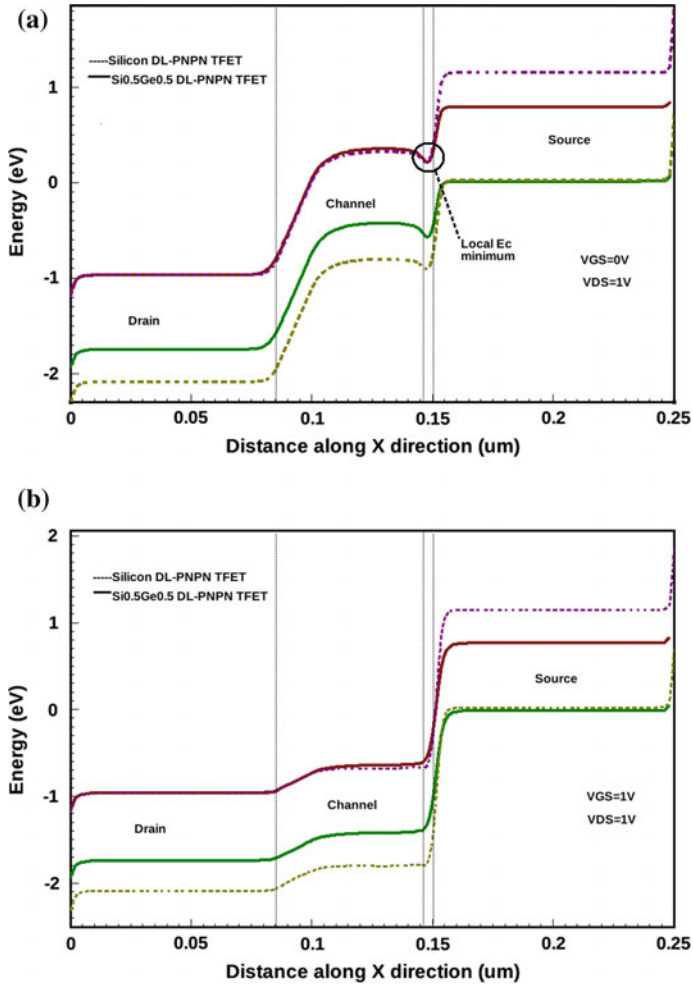 (a)
-----Silicon DL-PNPN TFET
Si0.5Ge0.5 DL-PNPN TFET
Source
Channel
Drain
Local Ec
minimum
VGS=0V
VDS=1V
Energy (eV)
1
0
-1
-2
0 0.05 0.1 0.15 0.2 0.25
Distance along X direction (um)
(b)
-----Silicon DL-PNPN TFET
Si0.5Ge0.5 DL-PNPN TFET
Source
Channel
Drain
VGS=1V
VDS=1V
Energy (eV)
2
1
0
-1
-2
0 0.05 0.1 0.15 0.2 0.25
Distance along X direction (um)